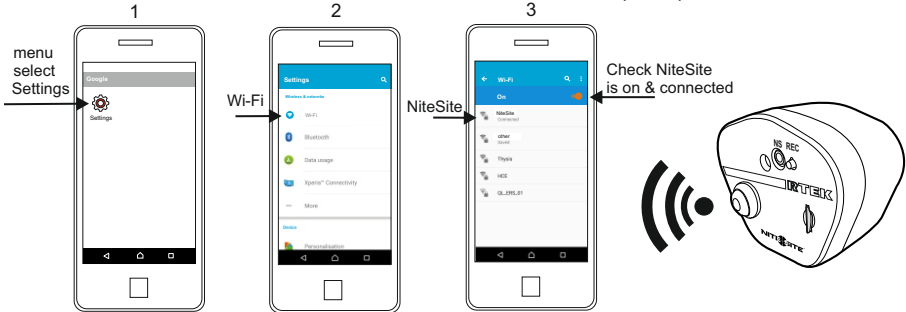 1
2
3
menu
select
Settings
Google
Settings
Wi-Fi
Settings
Wireless & networks
Wi-Fi
Bluetooth
Data usage
Xperia™ Connectivity
More
Device
Personalisation
NiteSite
Wi-Fi
On
NiteSite
Connected
other
Saved
Thysis
HCS
QL_ENS_01
Check NiteSite
is on & connected
NS REC
RTEK
NITESITE